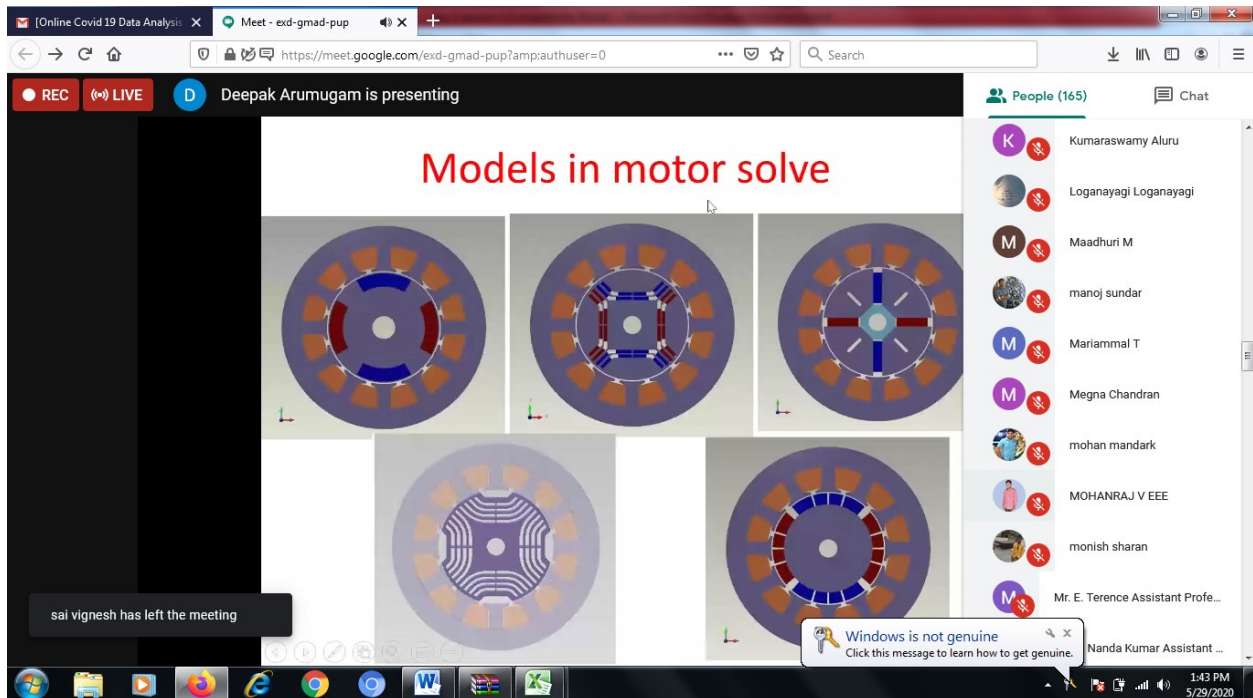 [Online Covid 19 Data Analysis
Meet - exd-gmad-pup
https://meet.google.com/exd-gmad-pup?amp;authuser=0
Search
REC
LIVE
D
Deepak Arumugam is presenting
People (165)
Chat
Models in motor solve
K
Kumaraswamy Aluru
Loganayagi Loganayagi
M
Maadhuri M
manoj sundar
M
Mariammal T
M
Megna Chandran
mohan mandark
MOHANRAJ V EEE
monish sharan
M
Mr. E. Terence Assistant Profe...
Nanda Kumar Assistant ...
sai vignesh has left the meeting
Windows is not genuine
Click this message to learn how to get genuine.
1:43 PM
5/29/2020